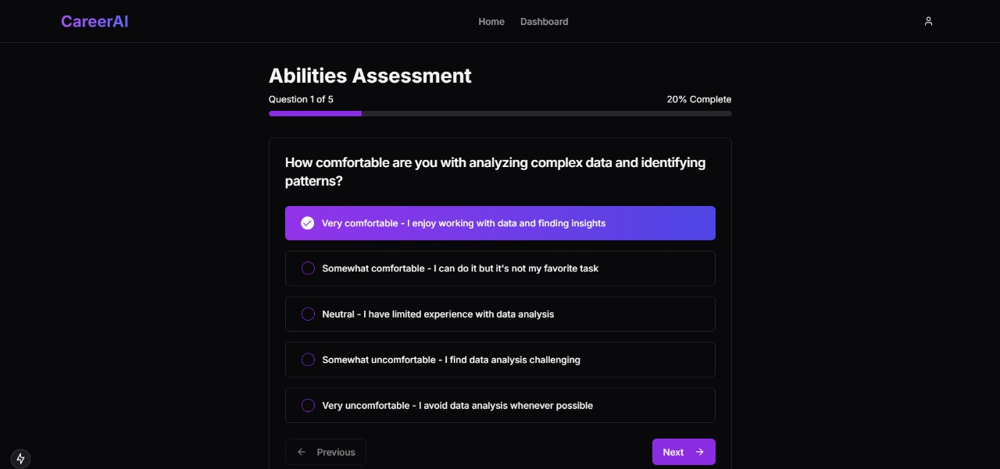 CareerAI
Home
Dashboard
Abilities Assessment
Question 1 of 5
20% Complete
How comfortable are you with analyzing complex data and identifying
patterns?
Very comfortable - I enjoy working with data and finding insights
Somewhat comfortable - I can do it but it's not my favorite task
Neutral - I have limited experience with data analysis
Somewhat uncomfortable - I find data analysis challenging
Very uncomfortable - I avoid data analysis whenever possible
Previous
Next